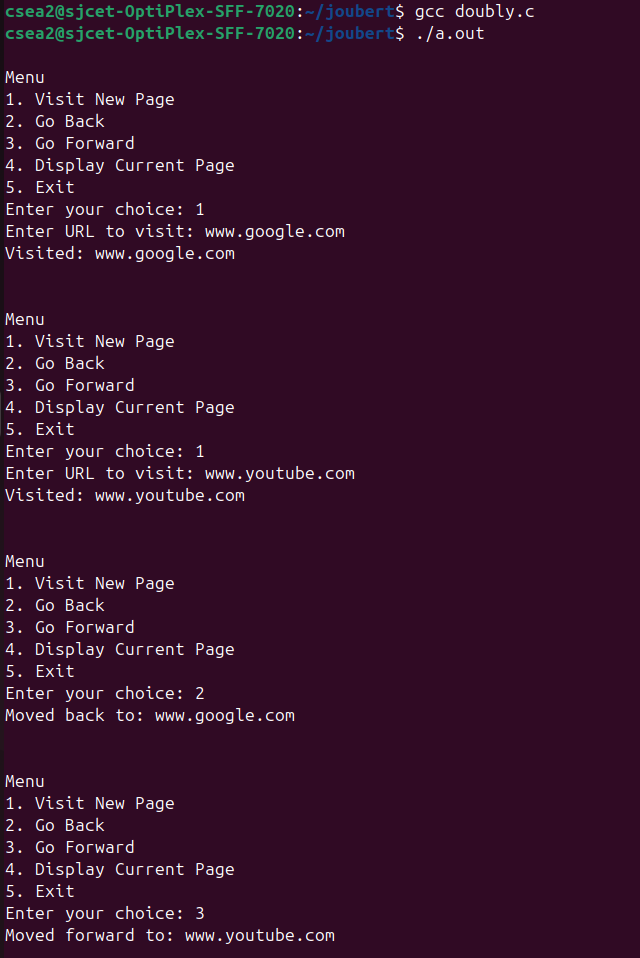 csea2@sjcet-OptiPlex-SFF-7020:~/joubert$ gcc doubly.c
csea2@sjcet-OptiPlex-SFF-7020:~/joubert$ ./a.out
Menu
1. Visit New Page
2. Go Back
3. Go Forward
4. Display Current Page
5. Exit
Enter your choice: 1
Enter URL to visit: www.google.com
Visited: www.google.com
Menu
1. Visit New Page
2. Go Back
3. Go Forward
4. Display Current Page
5. Exit
Enter your choice: 1
Enter URL to visit: www.youtube.com
Visited: www.youtube.com
Menu
1. Visit New Page
2. Go Back
3. Go Forward
4. Display Current Page
5. Exit
Enter your choice: 2
Moved back to: www.google.com
Menu
1. Visit New Page
2. Go Back
3. Go Forward
4. Display Current Page
5. Exit
Enter your choice: 3
Moved forward to: www.youtube.com